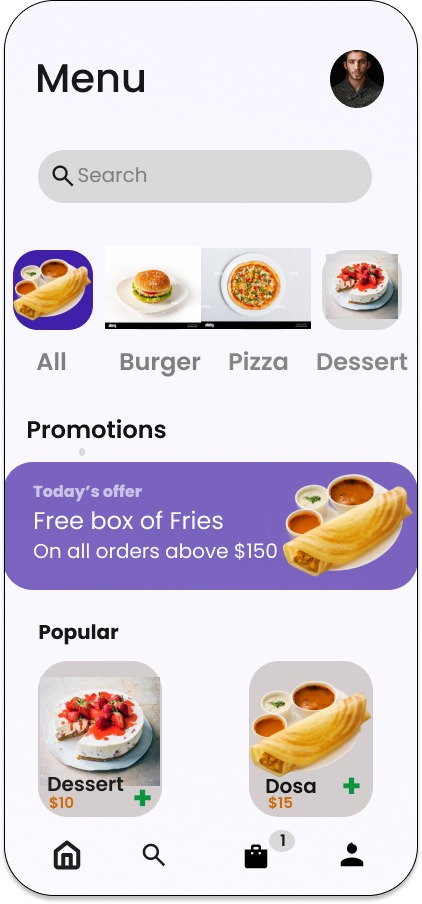 Menu
Search
All
Burger
Pizza
Dessert
Promotions
Today's offer
Free box of Fries
On all orders above $150
Popular
Dessert
$10
Dosa
$15
1